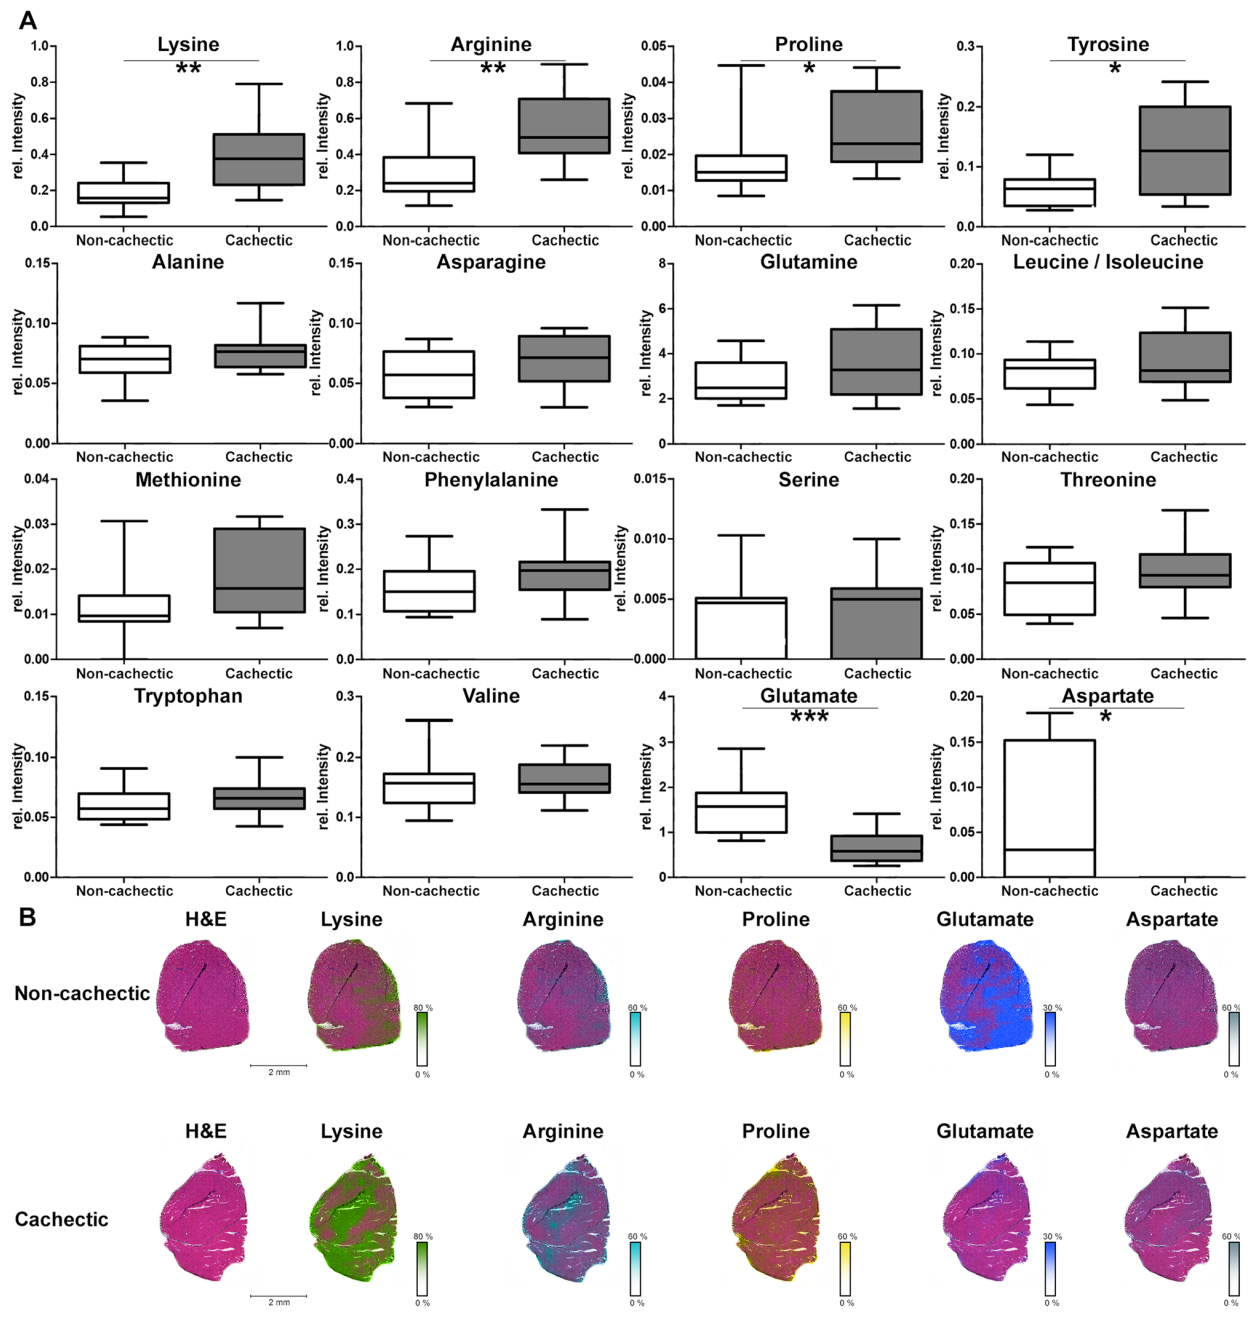 A
Lysine Arginine Proline Tyrosine
** ** * *
rel. Intensity rel. Intensity rel. Intensity rel. Intensity
1.0 1.0 0.05 0.3
0.8 0.8 0.04
0.6 0.6 0.03 0.2
0.4 0.4 0.02 0.1
0.2 0.2 0.01
0.0 0.0 0.00 0.0
Non-cachectic Cachectic Non-cachectic Cachectic Non-cachectic Cachectic Non-cachectic Cachectic
Alanine Asparagine Glutamine Leucine / Isoleucine
rel. Intensity rel. Intensity rel. Intensity rel. Intensity
0.15 0.15 8 0.20
0.10 0.10 6 0.15
4 0.10
0.05 0.05 2 0.05
0.00 0.00 0 0.00
Non-cachectic Cachectic Non-cachectic Cachectic Non-cachectic Cachectic Non-cachectic Cachectic
Methionine Phenylalanine Serine Threonine
rel. Intensity rel. Intensity rel. Intensity rel. Intensity
0.04 0.4 0.015 0.20
0.03 0.3 0.010 0.15
0.02 0.2 0.10
0.01 0.1 0.005 0.05
0.00 0.0 0.000 0.00
Non-cachectic Cachectic Non-cachectic Cachectic Non-cachectic Cachectic Non-cachectic Cachectic
Tryptophan Valine Glutamate Aspartate
*** *
rel. Intensity rel. Intensity rel. Intensity rel. Intensity
0.15 0.3 4 0.20
0.10 0.2 3 0.15
2 0.10
0.05 0.1 1 0.05
0.00 0.0 0 0.00
Non-cachectic Cachectic Non-cachectic Cachectic Non-cachectic Cachectic Non-cachectic Cachectic
B
H&E Lysine Arginine Proline Glutamate Aspartate
Non-cachectic
80 % 60 % 60 % 30 % 60 %
0 % 0 % 0 % 0 % 0 %
2 mm
H&E Lysine Arginine Proline Glutamate Aspartate
Cachectic
80 % 60 % 60 % 30 % 60 %
0 % 0 % 0 % 0 % 0 %
2 mm